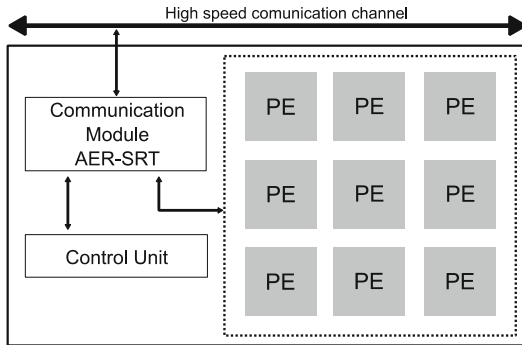 High speed comunication channel
Communication
Module
AER-SRT
Control Unit
PE PE PE
PE PE PE
PE PE PE